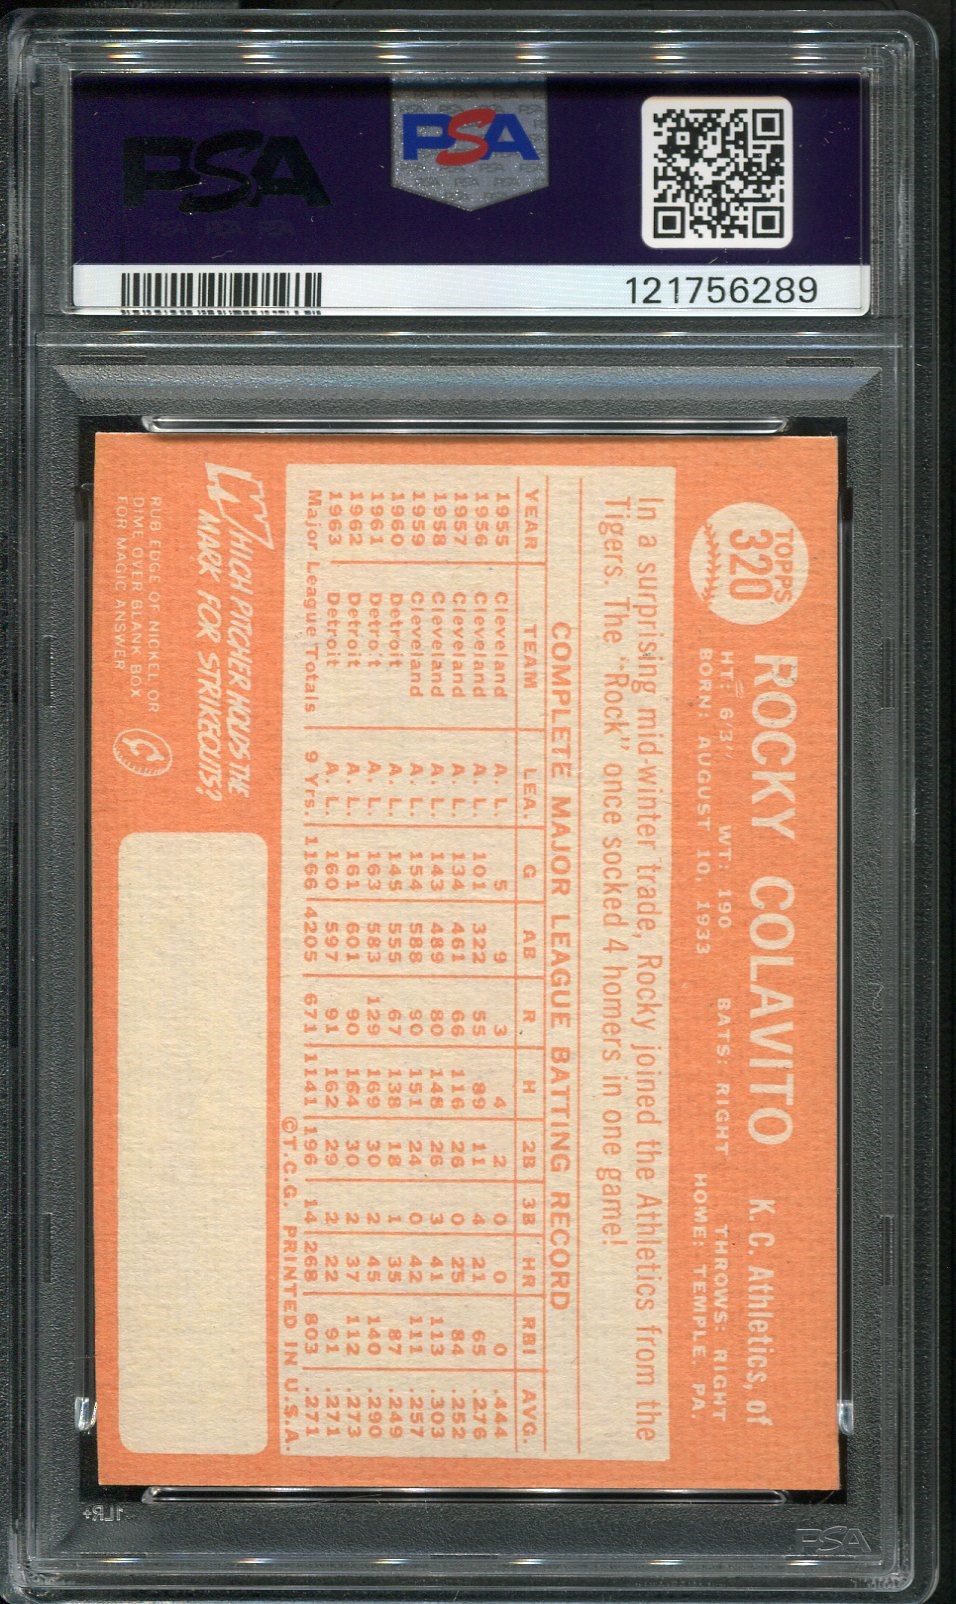 PSA
PSA
121756289
TOPPS
320
ROCKY COLAVITO K. C. Athletics, of
HT: 6'3" WT: 190 BATS: RIGHT THROWS: RIGHT
BORN: AUGUST 10, 1933 HOME: TEMPLE, PA.
In a surprising mid-winter trade, Rocky joined the Athletics from the
Tigers. The "Rock" once socked 4 homers in one game!
COMPLETE MAJOR LEAGUE BATTING RECORD
YEAR TEAM LEA. G AB R H 2B 3B HR RBI AVG.
1955 Cleveland A. L. 5 9 3 4 2 0 0 0 .444
1956 Cleveland A. L. 101 322 55 89 11 4 21 65 .276
1957 Cleveland A. L. 134 461 66 116 26 0 25 84 .252
1958 Cleveland A. L. 143 489 80 148 26 3 41 113 .303
1959 Cleveland A. L. 154 588 90 151 24 0 42 111 .257
1960 Detroit A. L. 145 555 67 138 18 1 35 87 .249
1961 Detroit A. L. 163 583 129 169 30 2 45 140 .290
1962 Detroit A. L. 161 601 90 164 30 2 37 112 .273
1963 Detroit A. L. 160 597 91 162 29 2 22 91 .271
Major League Totals 9 Yrs. 1166 4205 671 1141 196 14 268 803 .271
©T.C.G. PRINTED IN U.S.A.
WHICH PITCHER HOLDS THE
MARK FOR STRIKEOUTS?
RUB EDGE OF NICKEL OR
DIME OVER BLANK BOX
FOR MAGIC ANSWER
1LR+
PSA